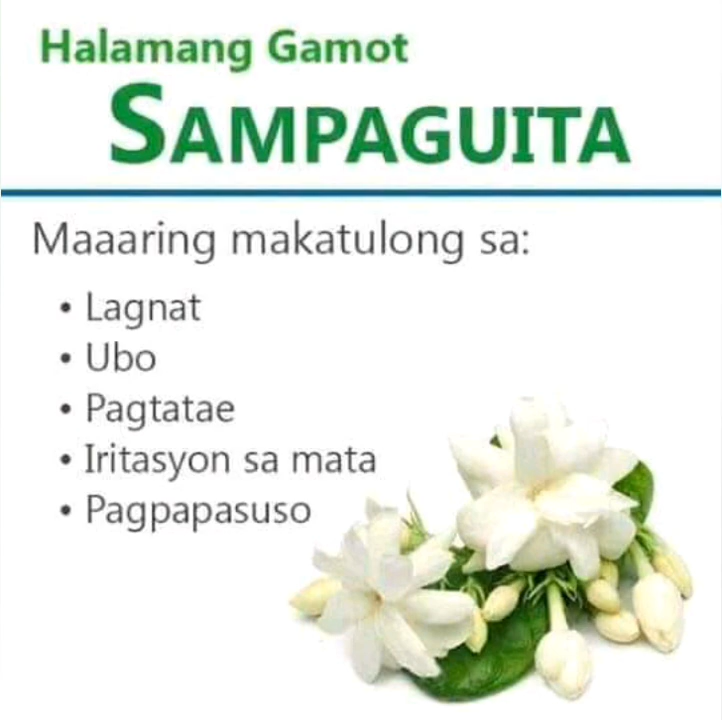 Halamang Gamot
SAMPAGUITA
Maaaring makatulong sa:
• Lagnat
• Ubo
• Pagtatae
• Iritasyon sa mata
• Pagpapasuso